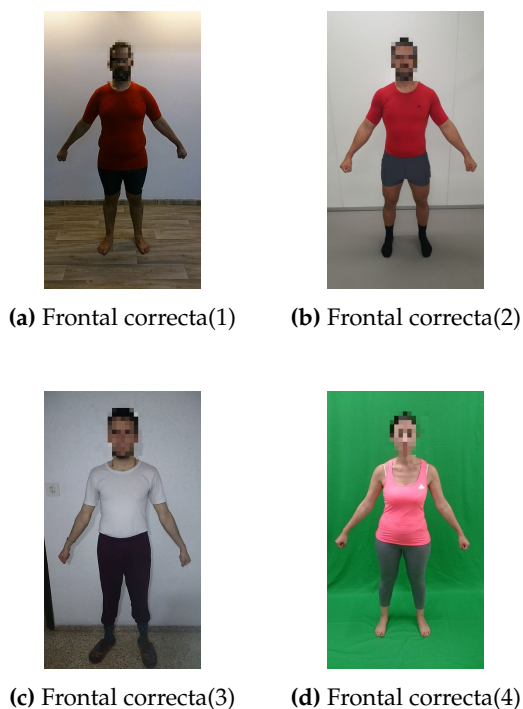 (a) Frontal correcta(1)
(b) Frontal correcta(2)
(c) Frontal correcta(3)
(d) Frontal correcta(4)